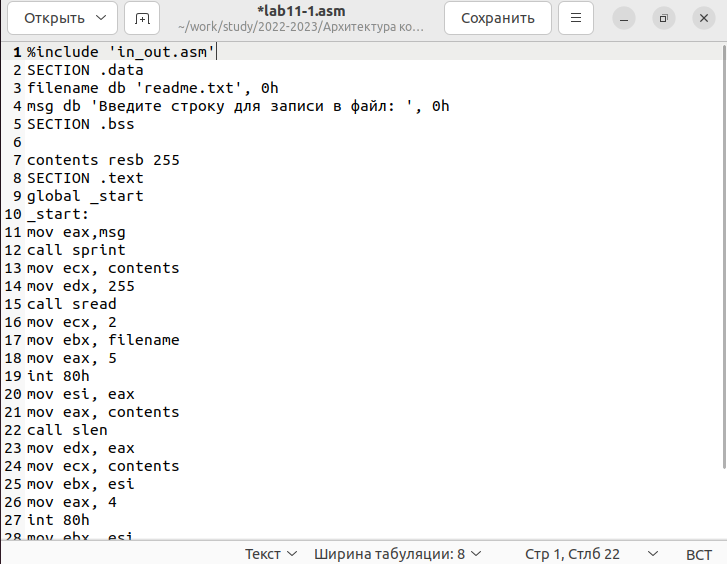 Открыть
*lab11-1.asm
~/work/study/2022-2023/Архитектура ко...
Сохранить
1 %include 'in_out.asm'
2 SECTION .data
3 filename db 'readme.txt', 0h
4 msg db 'Введите строку для записи в файл: ', 0h
5 SECTION .bss
6
7 contents resb 255
8 SECTION .text
9 global _start
10 _start:
11 mov eax,msg
12 call sprint
13 mov ecx, contents
14 mov edx, 255
15 call sread
16 mov ecx, 2
17 mov ebx, filename
18 mov eax, 5
19 int 80h
20 mov esi, eax
21 mov eax, contents
22 call slen
23 mov edx, eax
24 mov ecx, contents
25 mov ebx, esi
26 mov eax, 4
27 int 80h
28 mov ebx, esi
Текст Ширина табуляции: 8 Стр 1, Стлб 22 ВСТ